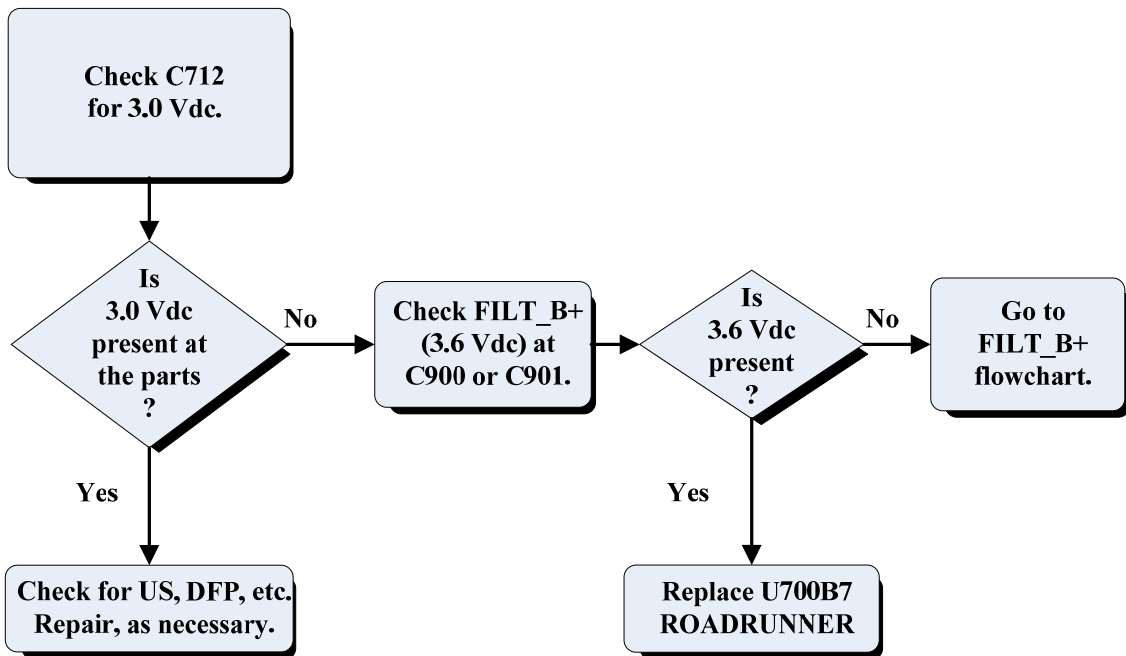 Check C712
for 3.0 Vdc.
Is
3.0 Vdc
present at
the parts
?
No
Check FILT_B+
(3.6 Vdc) at
C900 or C901.
Is
3.6 Vdc
present
?
No
Go to
FILT_B+
flowchart.
Yes
Check for US, DFP, etc.
Repair, as necessary.
Yes
Replace U700B7
ROADRUNNER